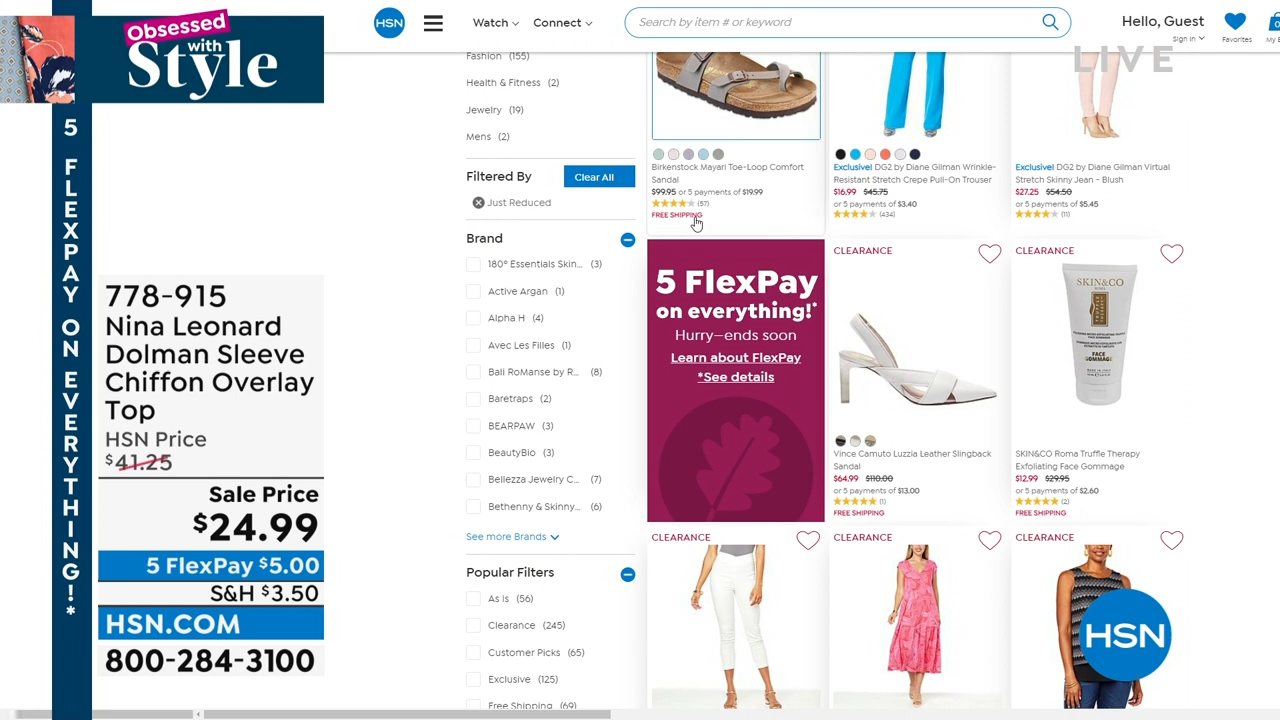 Obsessed
with
Style
5 FLEXPAY ON EVERYTHING!*
778-915
Nina Leonard
Dolman Sleeve
Chiffon Overlay
Top
HSN Price
$41.25
Sale Price
$24.99
5 FlexPay $5.00
S&H $3.50
HSN.COM
800-284-3100
HSN
Watch
Connect
Search by item # or keyword
Hello, Guest
Sign In
Favorites
0
LIVE
Fashion (155)
Health & Fitness (2)
Jewelry (19)
Mens (2)
Filtered By
Clear All
Just Reduced
Brand
180° Essentials Skin... (3)
Active Argan (1)
Alpha H (4)
Avec Les Filles (1)
Bali RoManse by R... (8)
Baretraps (2)
BEARPAW (3)
BeautyBio (3)
Bellezza Jewelry C... (7)
Bethenny & Skinny... (6)
See more Brands
Popular Filters
As Is (56)
Clearance (245)
Customer Picks (65)
Exclusive (125)
Free Shipping (69)
Birkenstock Mayari Toe-Loop Comfort
Sandal
$99.95 or 5 payments of $19.99
(57)
FREE SHIPPING
Exclusive! DG2 by Diane Gilman Wrinkle-
Resistant Stretch Crepe Pull-On Trouser
$16.99 $45.75
or 5 payments of $3.40
(434)
Exclusive! DG2 by Diane Gilman Virtual
Stretch Skinny Jean - Blush
$27.25 $54.50
or 5 payments of $5.45
(11)
5 FlexPay
on everything!*
Hurry—ends soon
Learn about FlexPay
*See details
CLEARANCE
Vince Camuto Luzzia Leather Slingback
Sandal
$64.99 $110.00
or 5 payments of $13.00
(1)
FREE SHIPPING
CLEARANCE
SKIN&CO
ROMA
FACE
GOMMAGE
SKIN&CO Roma Truffle Therapy
Exfoliating Face Gommage
$12.99 $29.95
or 5 payments of $2.60
(2)
FREE SHIPPING
CLEARANCE
CLEARANCE
CLEARANCE
HSN